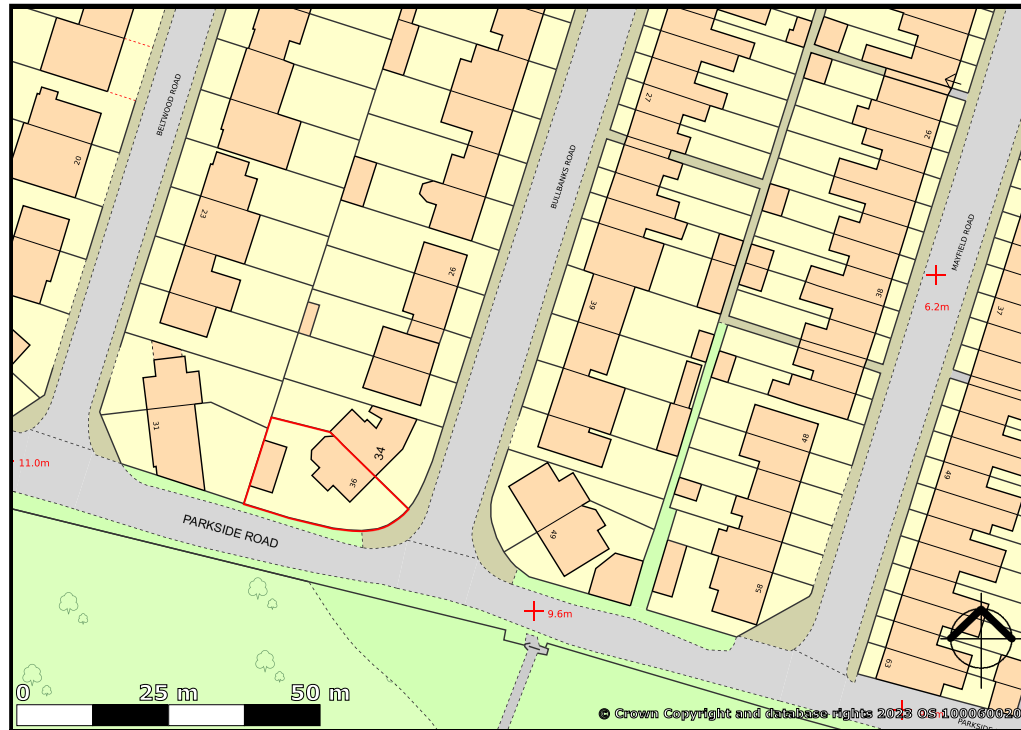 BELTWOOD ROAD
BULLBANKS ROAD
MAYFIELD ROAD
27
26
20
23
26
38
39
37
6.2m
31
34
36
48
49
49
11.0m
PARKSIDE ROAD
58
9.6m
63
0 25 m 50 m
© Crown Copyright and database rights 2023 OS 100060020
PARKSIDE